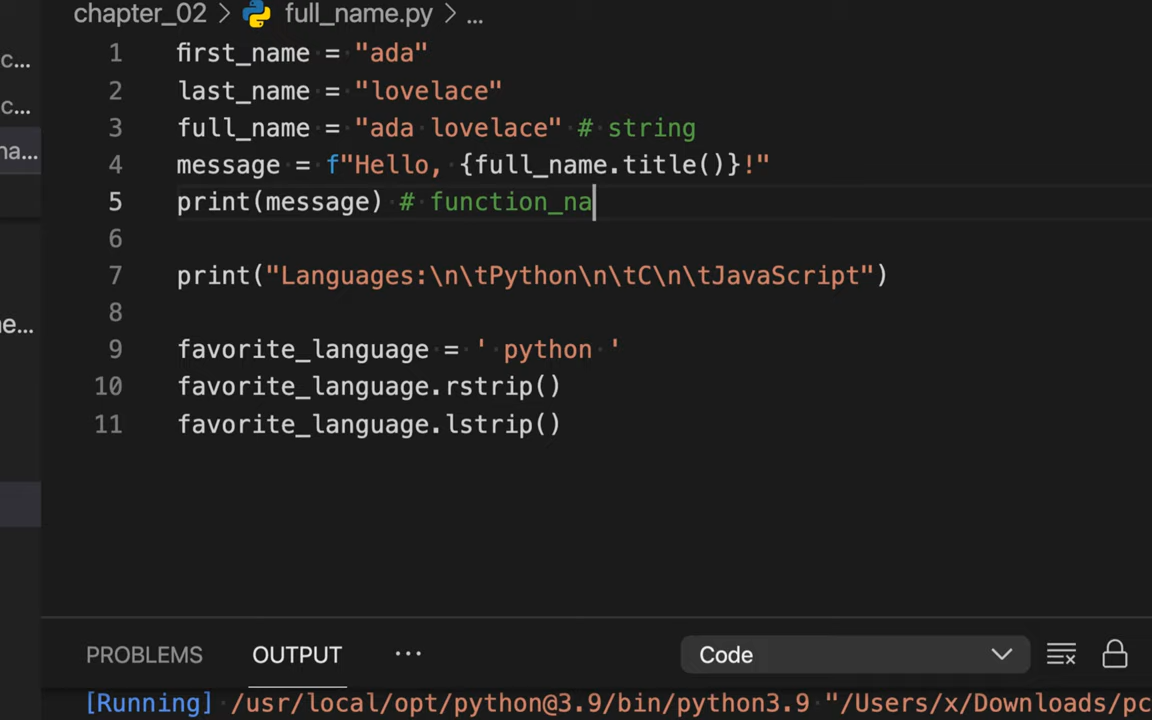 chapter_02 > full_name.py > ...
c...
c...
na...
ne...
1 first_name = "ada"
2 last_name = "lovelace"
3 full_name = "ada lovelace" # string
4 message = f"Hello, {full_name.title()}!"
5 print(message) # function_na
6
7 print("Languages:\n\tPython\n\tC\n\tJavaScript")
8
9 favorite_language = ' python '
10 favorite_language.rstrip()
11 favorite_language.lstrip()
PROBLEMS OUTPUT ... Code
[Running] /usr/local/opt/python@3.9/bin/python3.9 "/Users/x/Downloads/pc